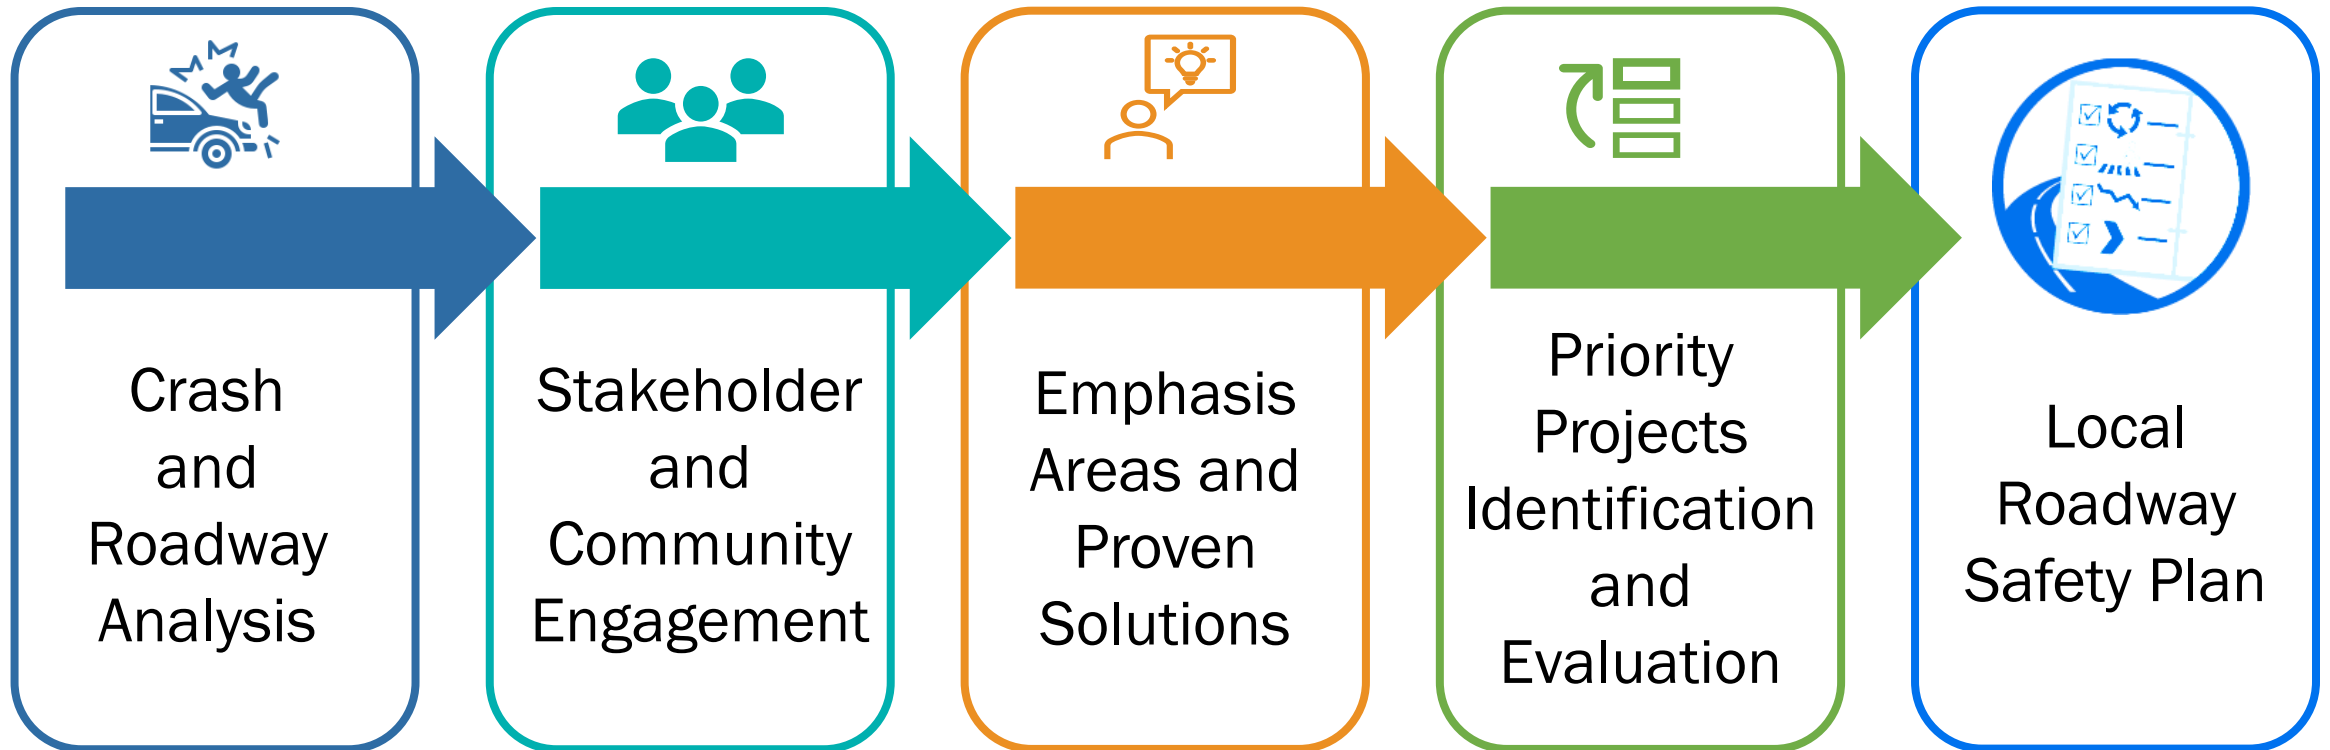 Crash
and
Roadway
Analysis
Stakeholder
and
Community
Engagement
Emphasis
Areas and
Proven
Solutions
Priority
Projects
Identification
and
Evaluation
Local
Roadway
Safety Plan